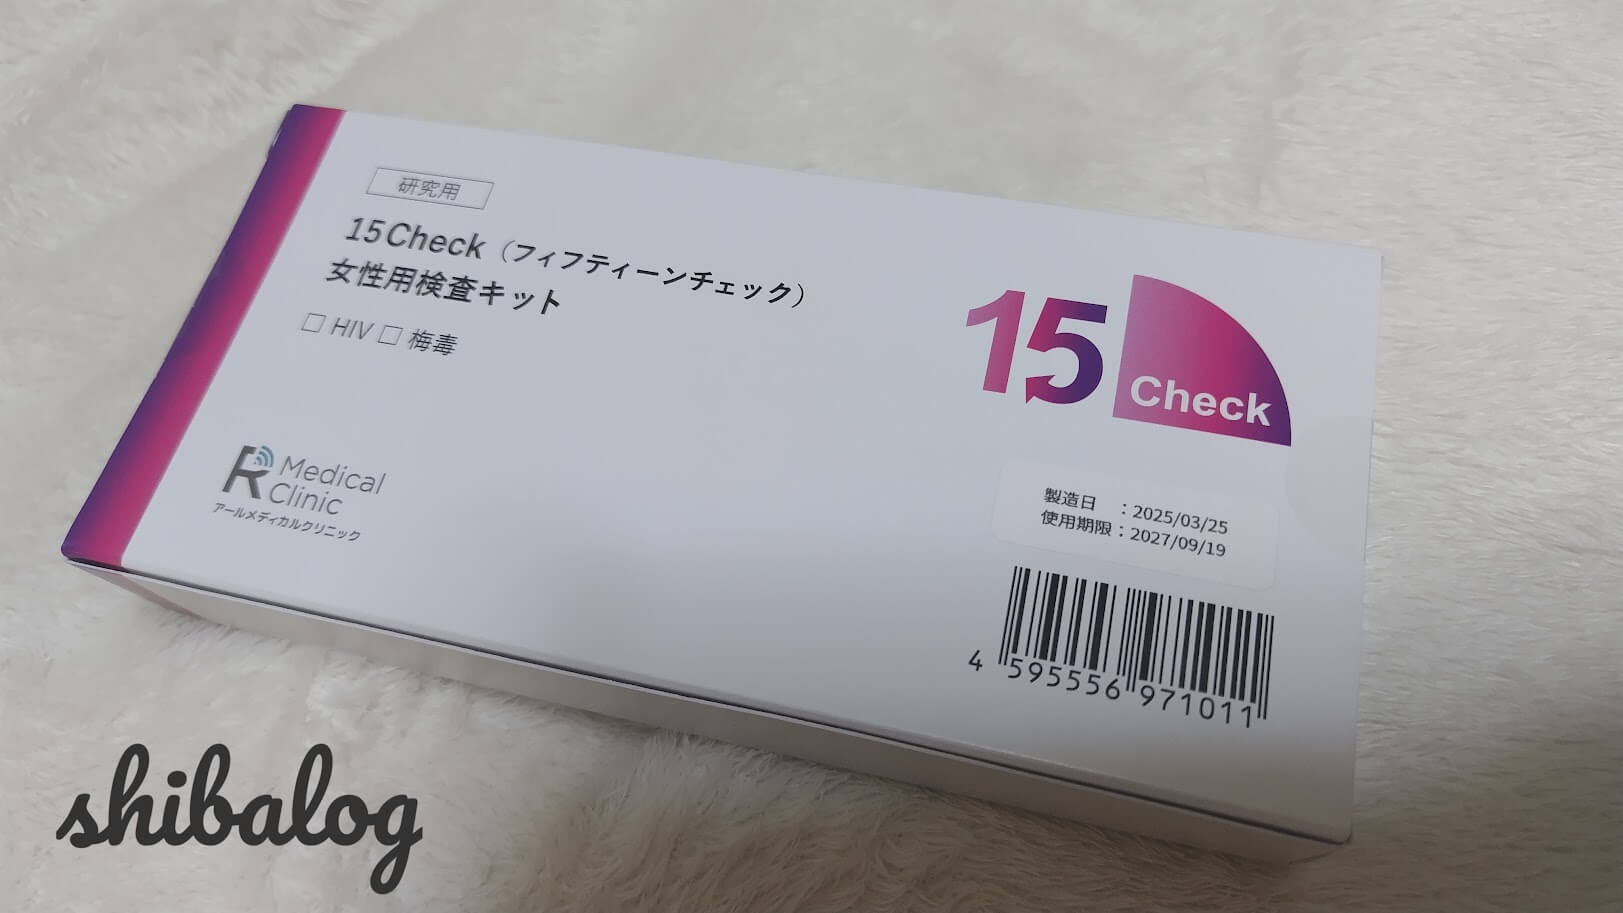 研究用
15Check（フィフティーンチェック）
女性用検査キット
□ HIV □ 梅毒
R Medical
Clinic
アールメディカルクリニック
15 Check
製造日　：2025/03/25
使用期限：2027/09/19
4 595556 971011
shibalog